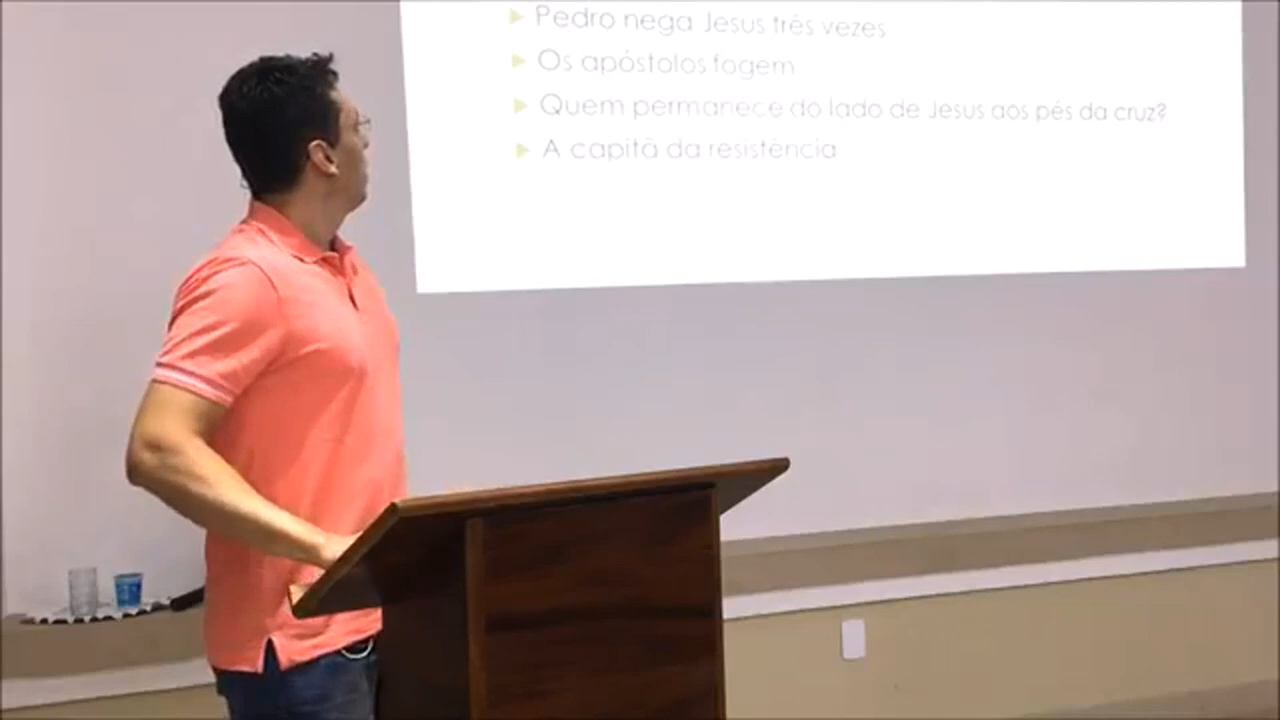 Pedro nega Jesus três vezes
Os apóstolos fogem
Quem permanece do lado de Jesus aos pés da cruz?
A capitã da resistência